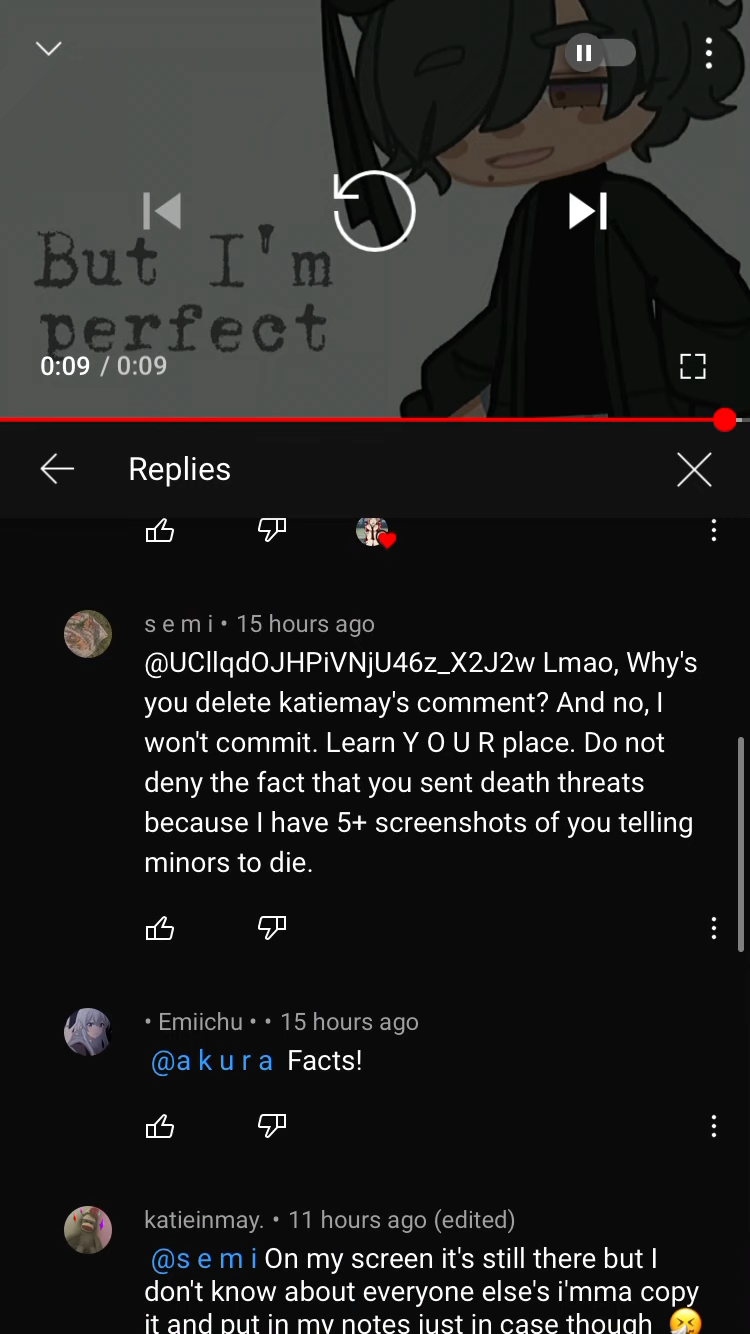 But I'm
perfect
0:09 / 0:09
Replies
s e m i • 15 hours ago
@UCllqdOJHPiVNjU46z_X2J2w Lmao, Why's
you delete katiemay's comment? And no, I
won't commit. Learn Y O U R place. Do not
deny the fact that you sent death threats
because I have 5+ screenshots of you telling
minors to die.
• Emiichu • • 15 hours ago
@a k u r a Facts!
katieinmay. • 11 hours ago (edited)
@s e m i On my screen it's still there but I
don't know about everyone else's i'mma copy
it and put in my notes just in case though 🤧